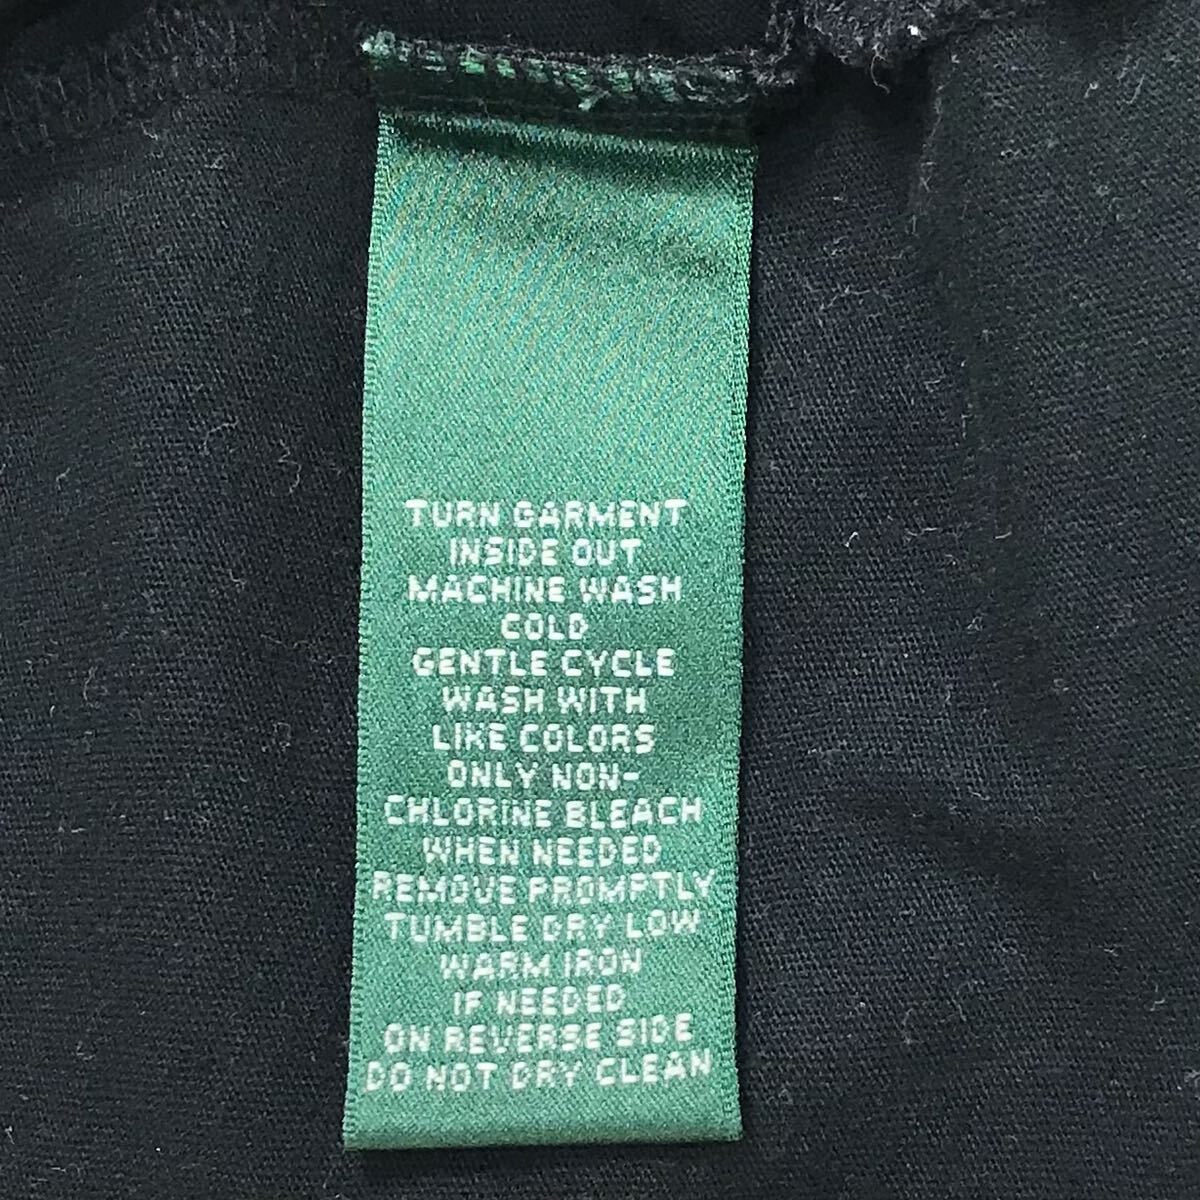 TURN GARMENT
INSIDE OUT
MACHINE WASH
COLD
GENTLE CYCLE
WASH WITH
LIKE COLORS
ONLY NON-
CHLORINE BLEACH
WHEN NEEDED
REMOVE PROMPTLY
TUMBLE DRY LOW
WARM IRON
IF NEEDED
ON REVERSE SIDE
DO NOT DRY CLEAN